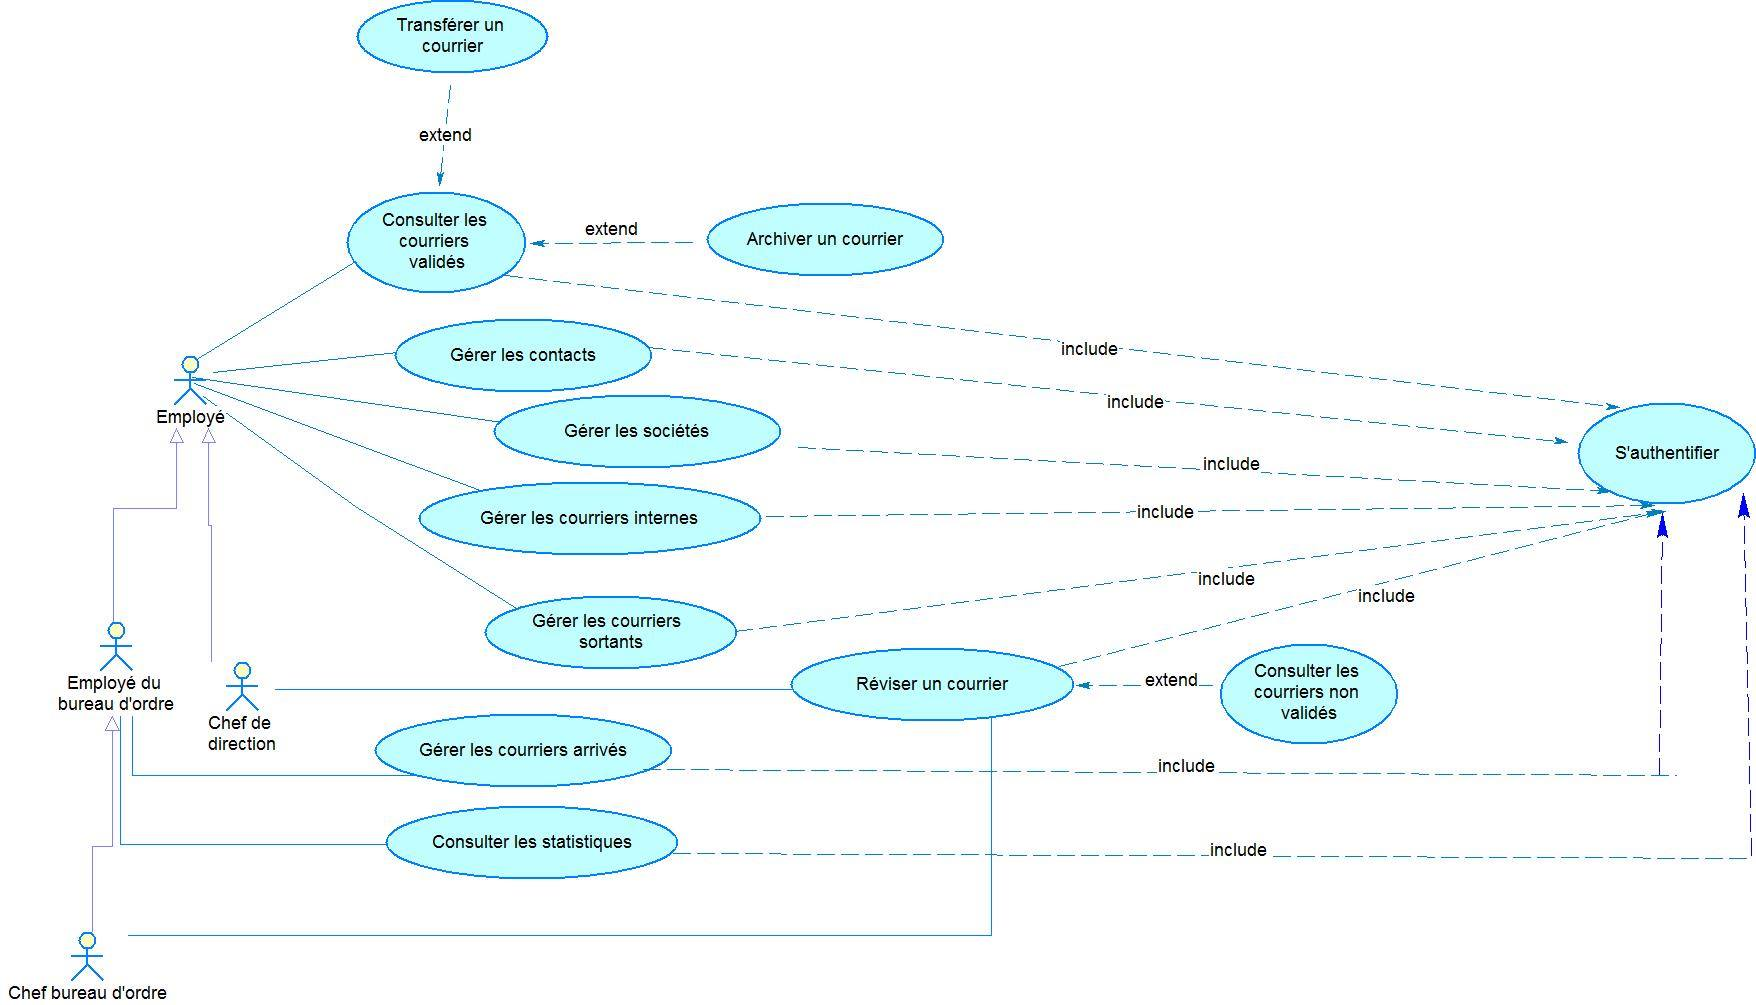 Transférer un
courrier
extend
Consulter les
courriers
validés
extend
Archiver un courrier
include
Gérer les contacts
include
Employé
Gérer les sociétés
include
S'authentifier
Gérer les courriers internes
include
include
include
Gérer les courriers
sortants
Employé du
bureau d'ordre
Chef de
direction
Réviser un courrier
extend
Consulter les
courriers non
validés
Gérer les courriers arrivés
include
Consulter les statistiques
include
Chef bureau d'ordre